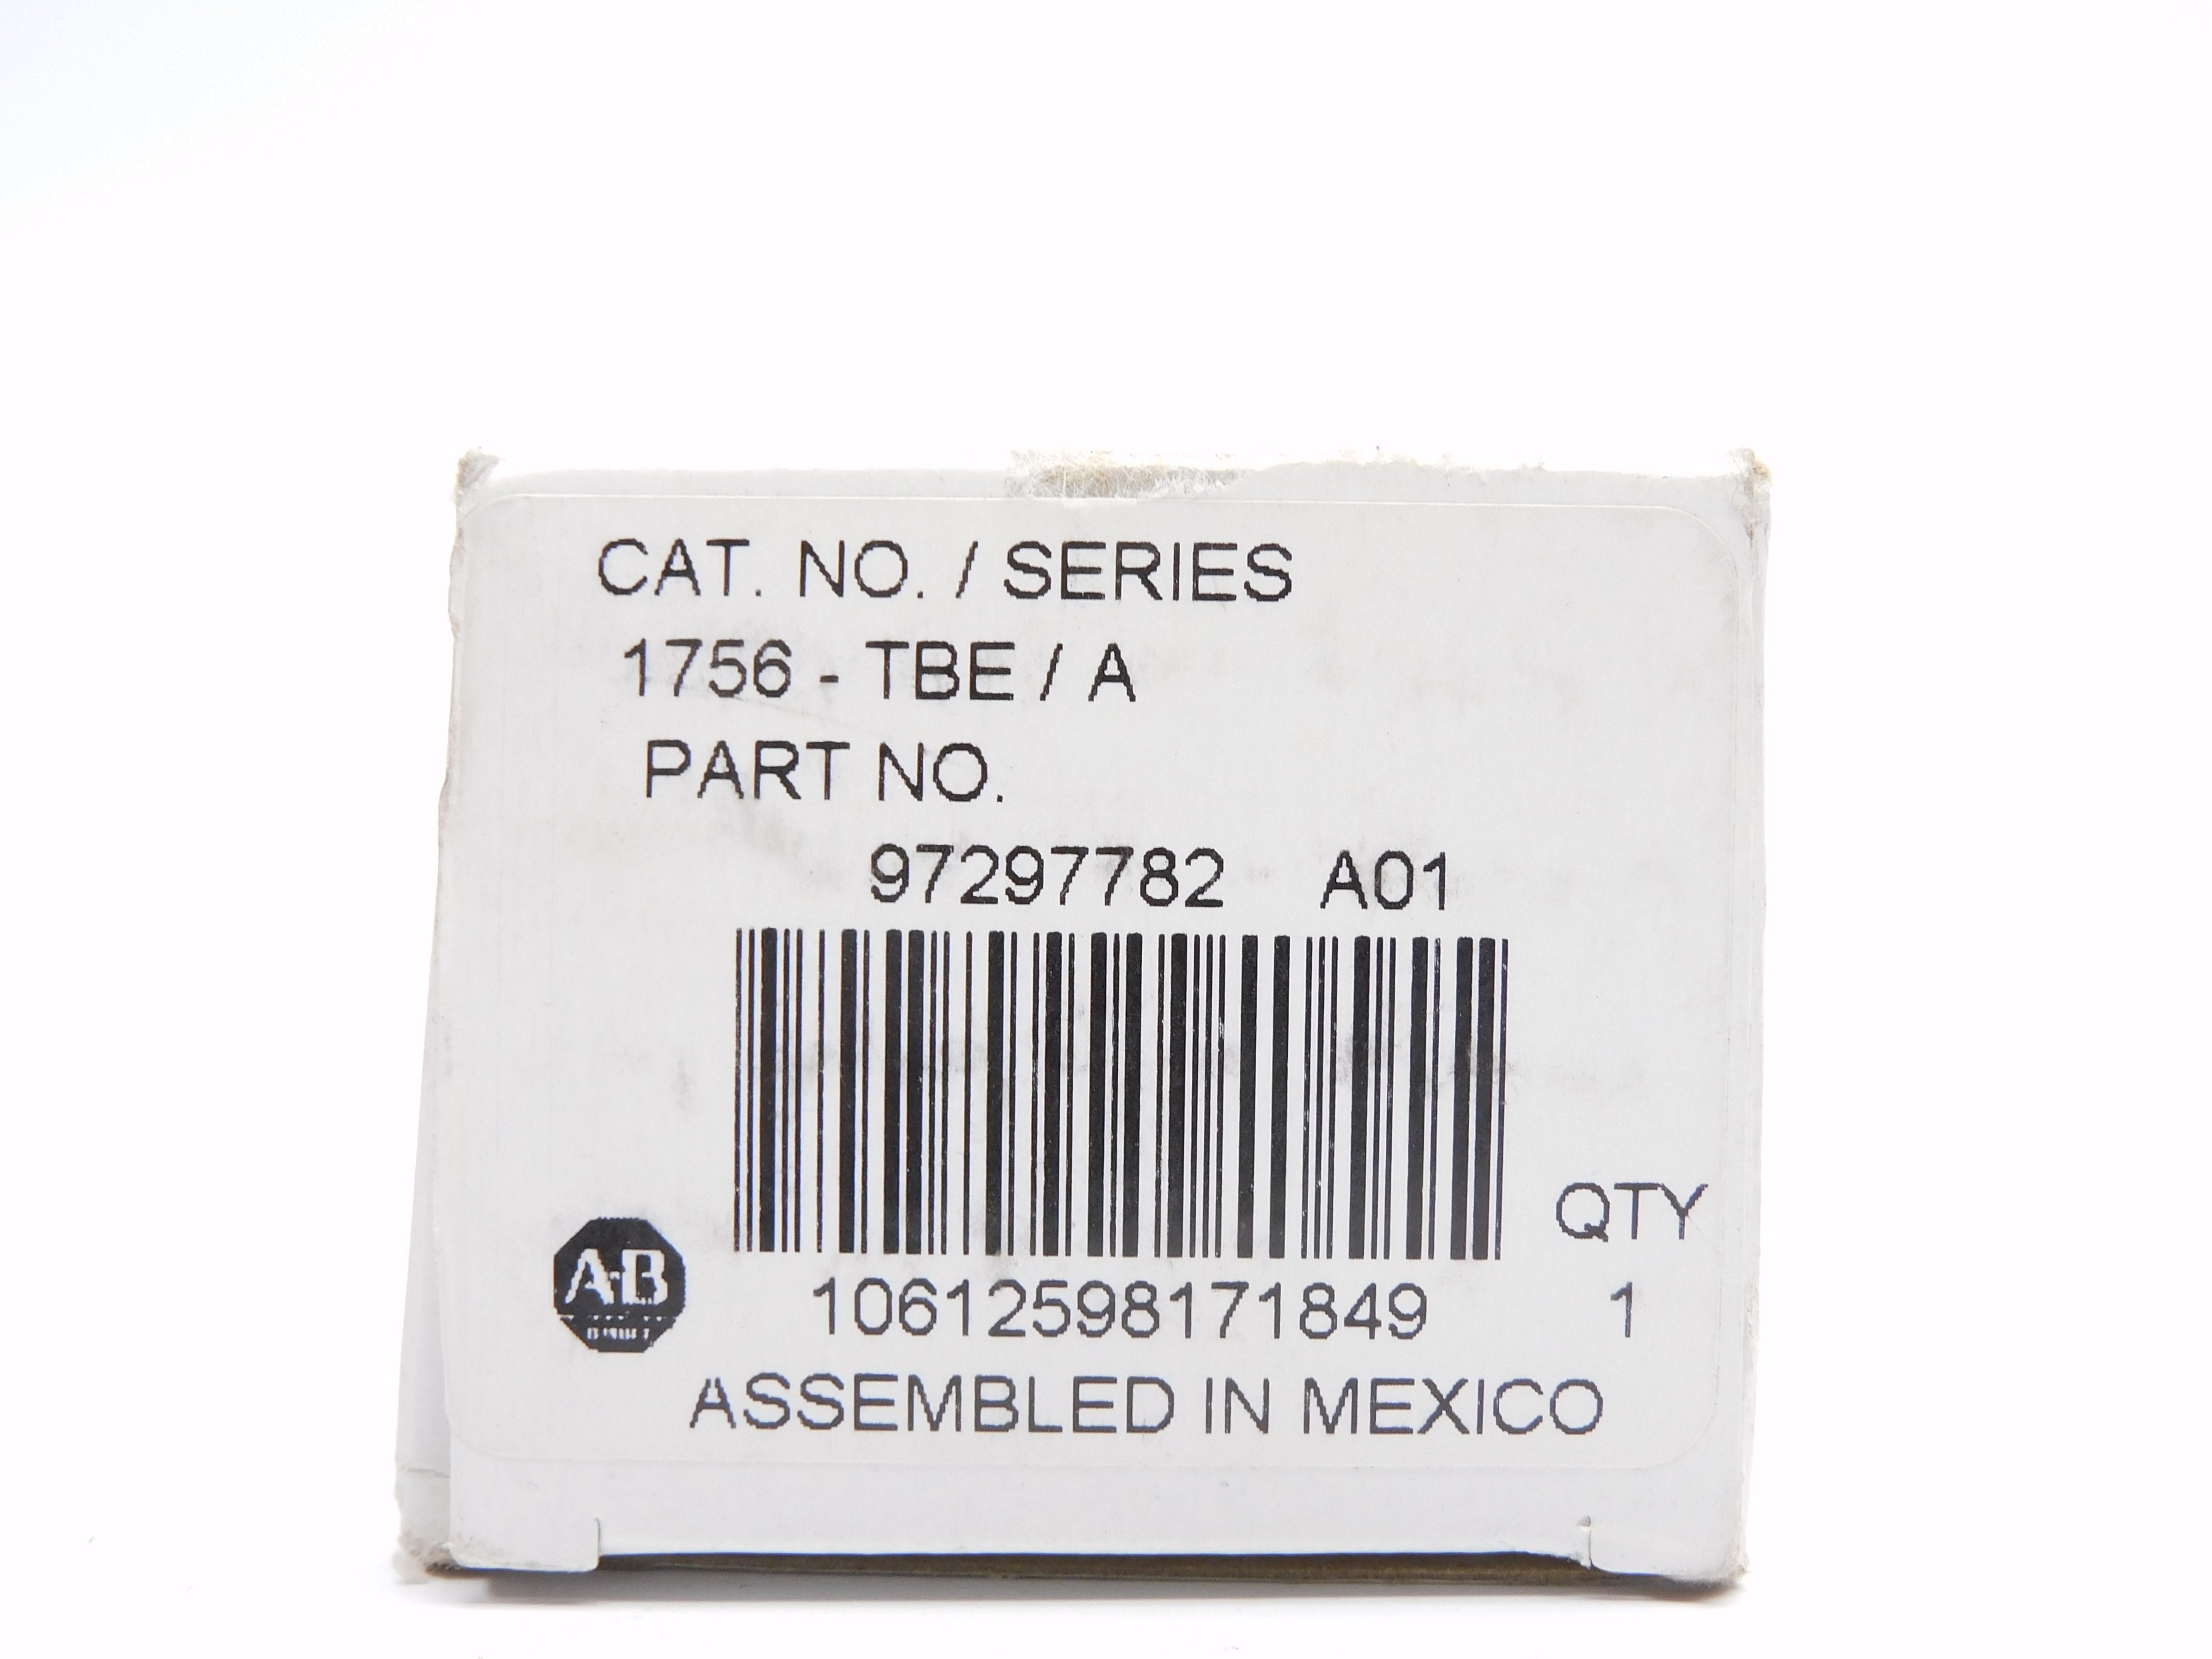 CAT. NO. / SERIES
1756 - TBE / A
PART NO.
97297782 A01
QTY
A-B
10612598171849 1
ASSEMBLED IN MEXICO